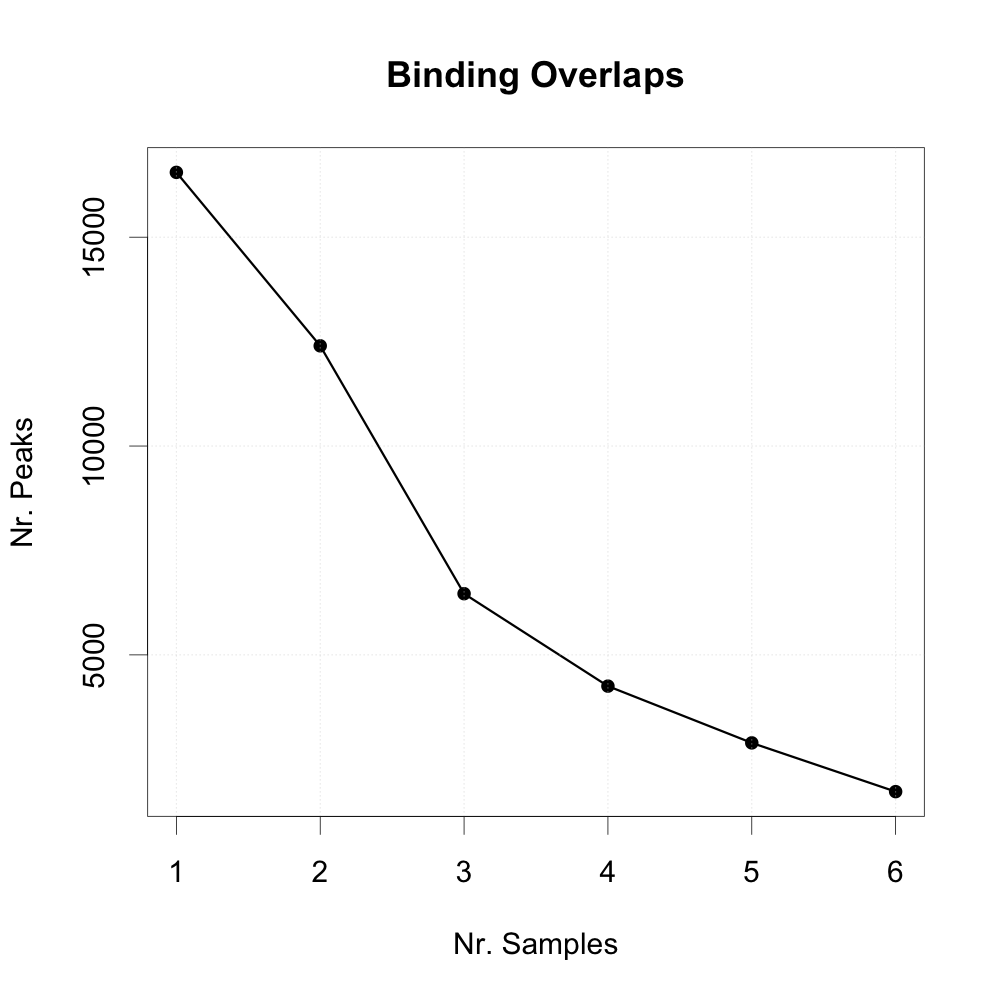 Binding Overlaps
Nr. Peaks
15000
10000
5000
1 2 3 4 5 6
Nr. Samples